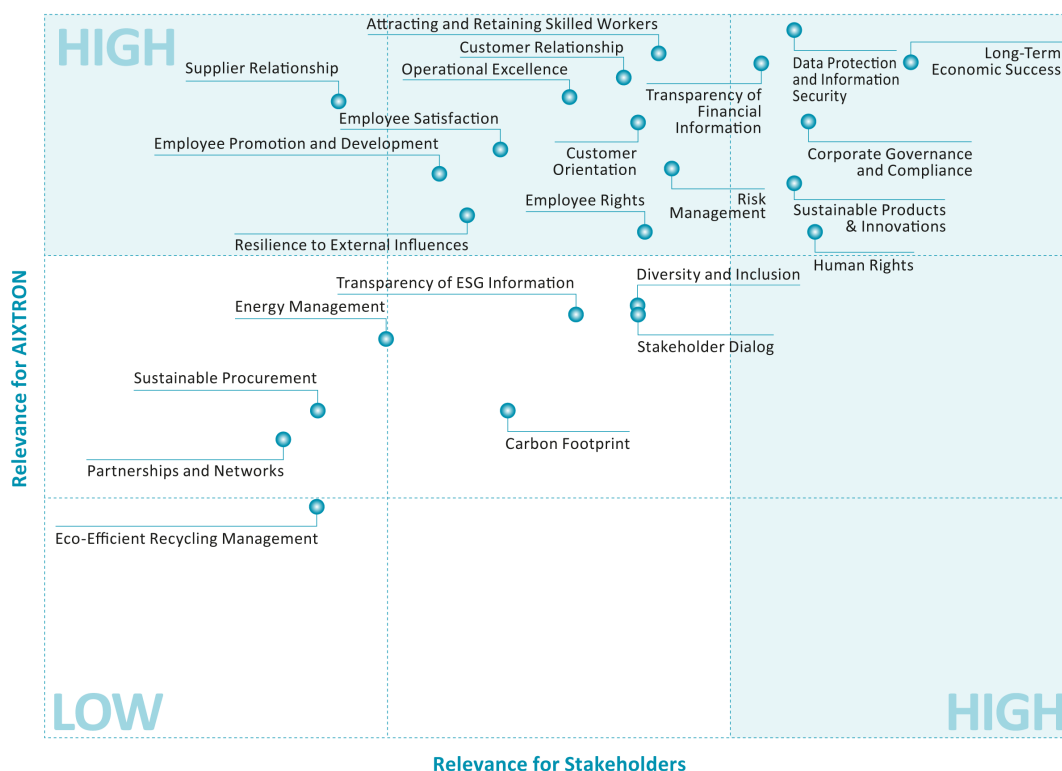 HIGH
Attracting and Retaining Skilled Workers
Customer Relationship
Operational Excellence
Supplier Relationship
Employee Satisfaction
Employee Promotion and Development
Resilience to External Influences
Customer
Orientation
Employee Rights
Transparency of
Financial
Information
Risk
Management
Data Protection
and Information
Security
Long-Term
Economic Success
Corporate Governance
and Compliance
Sustainable Products
& Innovations
Human Rights
Transparency of ESG Information
Energy Management
Diversity and Inclusion
Stakeholder Dialog
Sustainable Procurement
Partnerships and Networks
Carbon Footprint
Eco-Efficient Recycling Management
Relevance for AIXTRON
LOW
HIGH
Relevance for Stakeholders